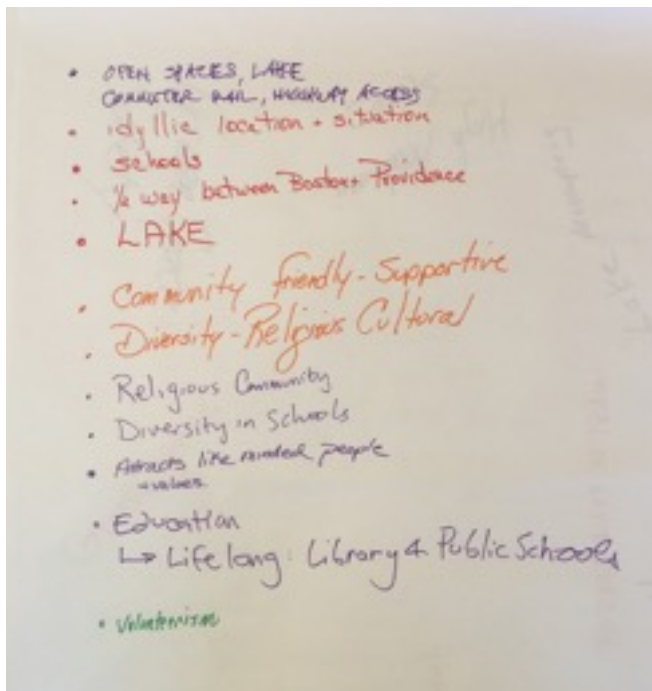 • OPEN SPACES, LAKE
COMMUTER RAIL, HIGHWAY ACCESS
• idyllic location + situation
• schools
• ½ way between Boston + Providence
• LAKE
• Community friendly - Supportive
• Diversity - Religious Cultural
• Religious Community
• Diversity in Schools
• Attracts like minded people
+ values
• Education
↳ Lifelong: Library & Public Schools
• Volunteerism